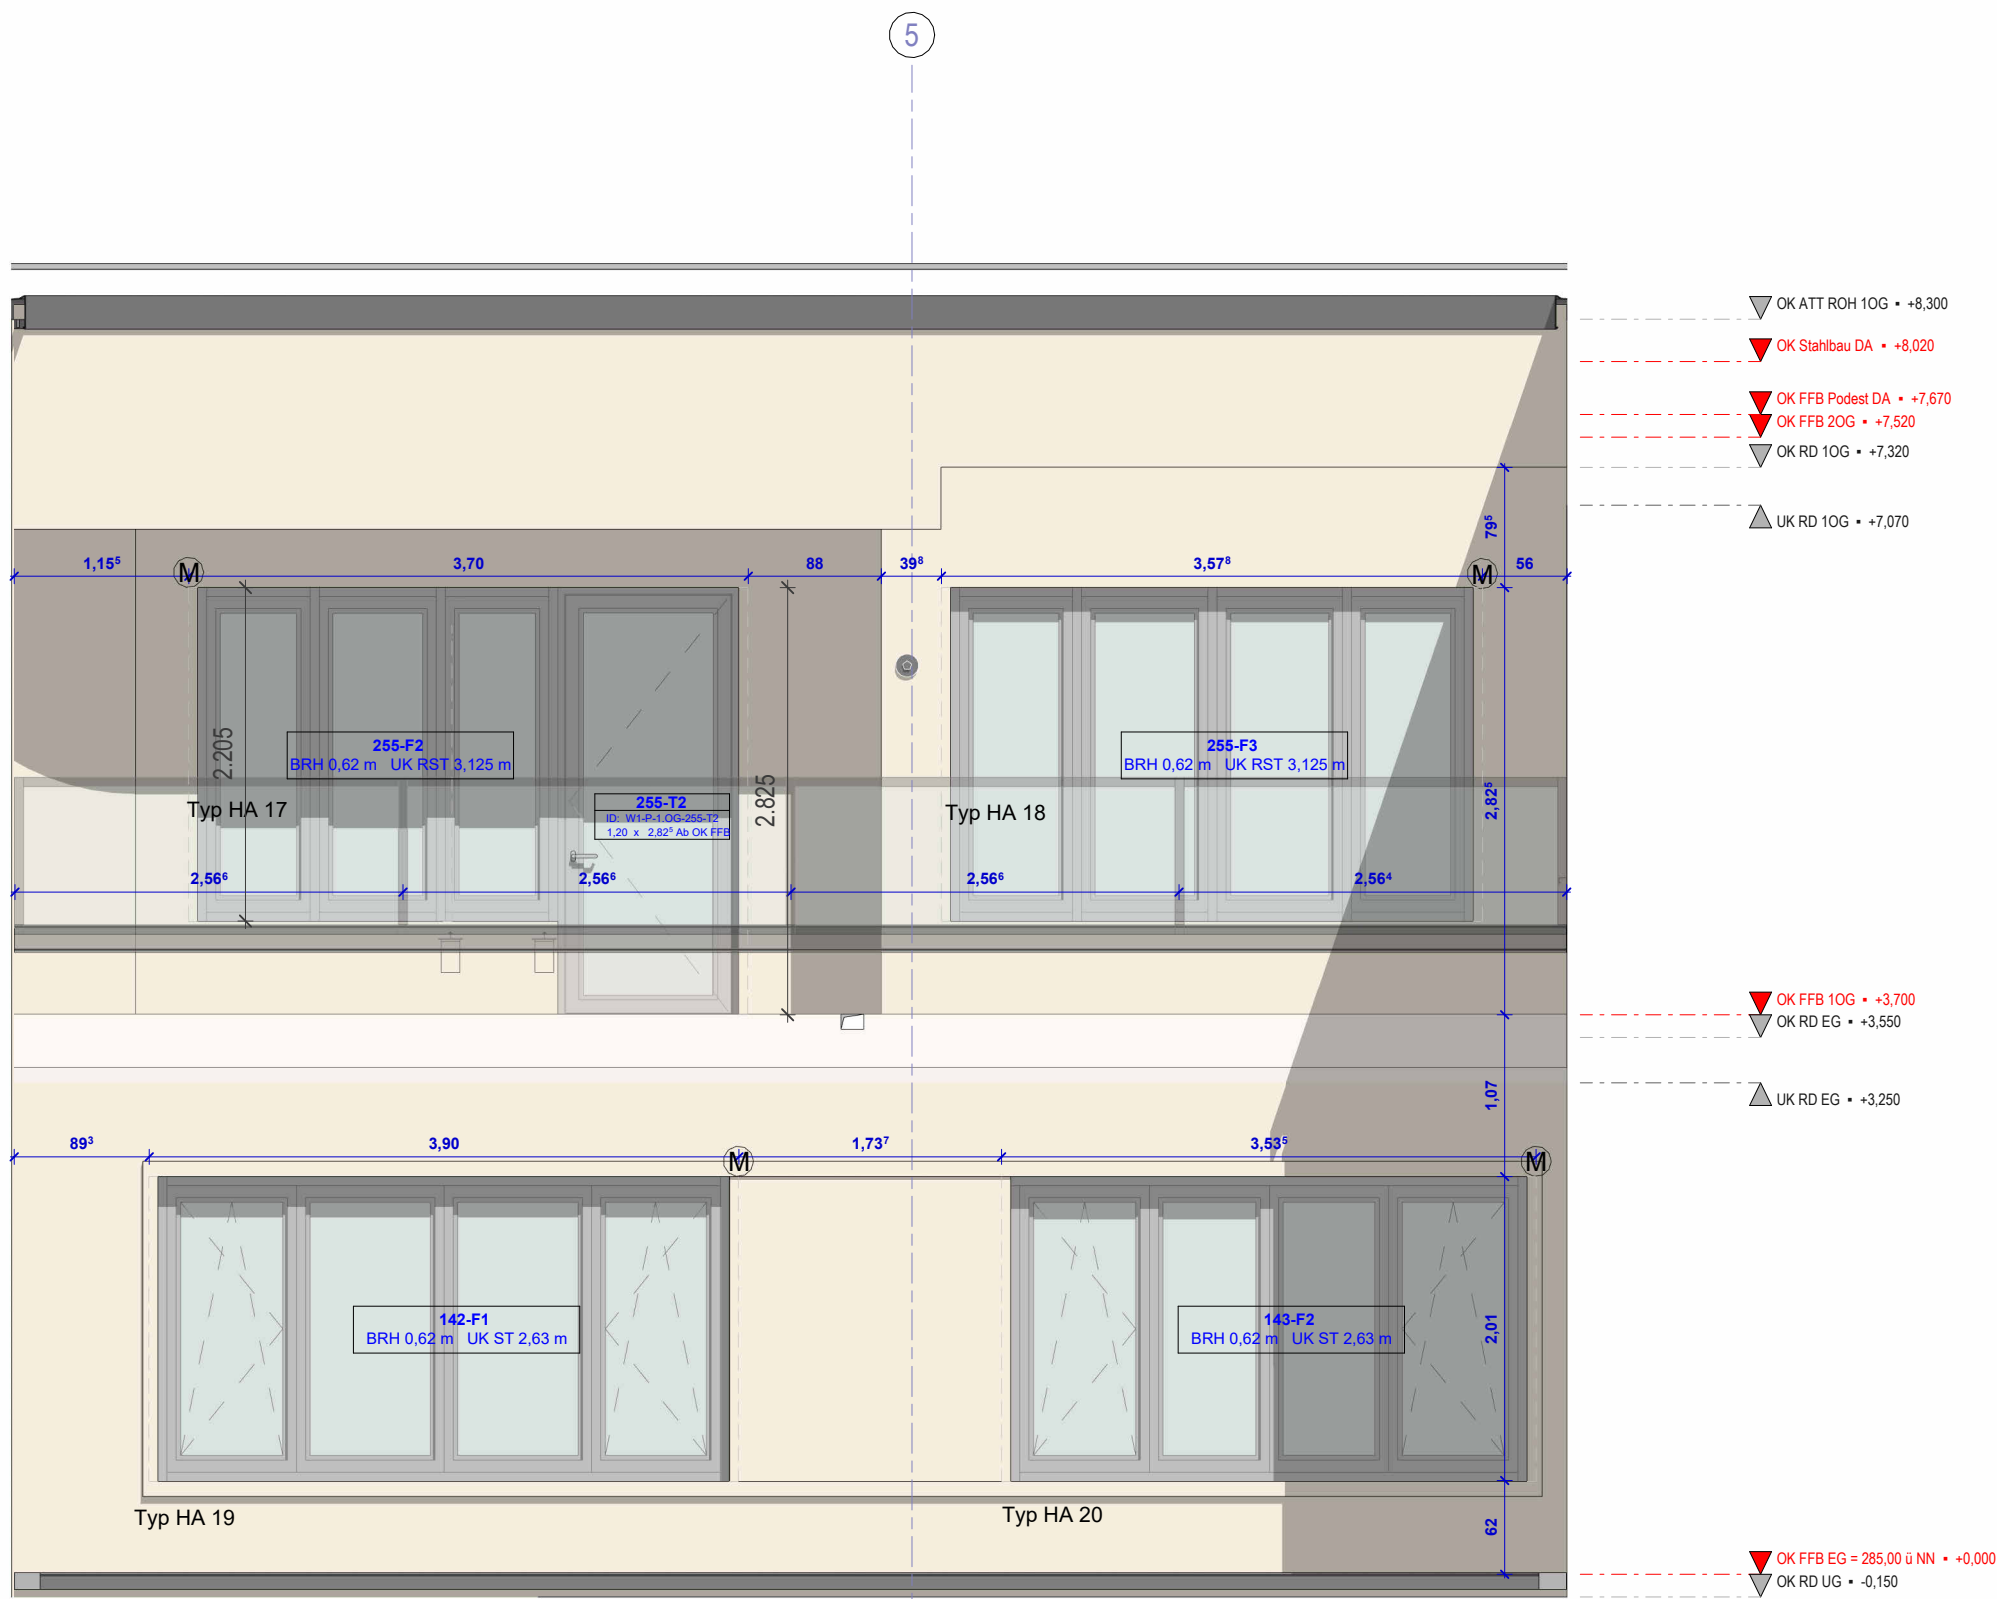 5
OK ATT ROH 1OG ▪ +8,300
OK Stahlbau DA ▪ +8,020
OK FFB Podest DA ▪ +7,670
OK FFB 2OG ▪ +7,520
OK RD 1OG ▪ +7,320
UK RD 1OG ▪ +7,070
79⁵
1,15⁵ M 3,70 88 39⁸ 3,57⁸ M 56
2.205
255-F2
BRH 0,62 m UK RST 3,125 m
255-F3
BRH 0,62 m UK RST 3,125 m
Typ HA 17
255-T2
ID: W1-P-1.OG-255-T2
1,20 x 2,82⁵ Ab OK FFB
2.825
Typ HA 18
2,82⁵
2,56⁶ 2,56⁶ 2,56⁶ 2,56⁴
OK FFB 1OG ▪ +3,700
OK RD EG ▪ +3,550
UK RD EG ▪ +3,250
1,07
89³ 3,90 M 1,73⁷ 3,53⁵ M
142-F1
BRH 0,62 m UK ST 2,63 m
143-F2
BRH 0,62 m UK ST 2,63 m
2,01
Typ HA 19
Typ HA 20
62
OK FFB EG = 285,00 ü NN ▪ +0,000
OK RD UG ▪ -0,150